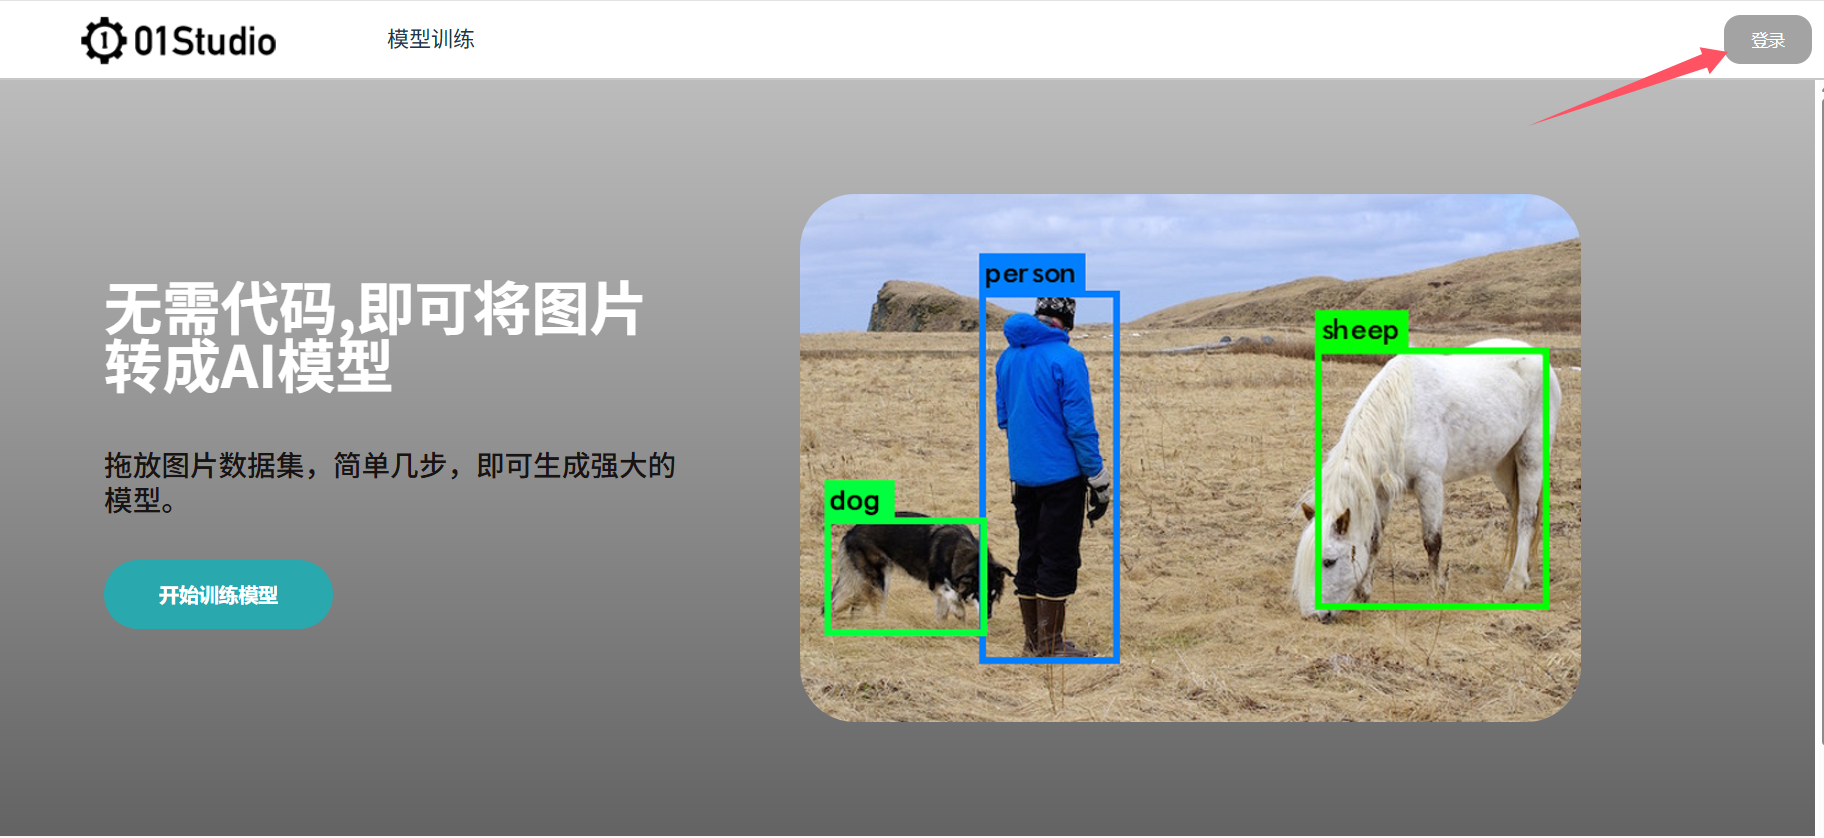 01Studio
模型训练
登录
无需代码,即可将图片
转成AI模型
拖放图片数据集，简单几步，即可生成强大的
模型。
开始训练模型
person
sheep
dog